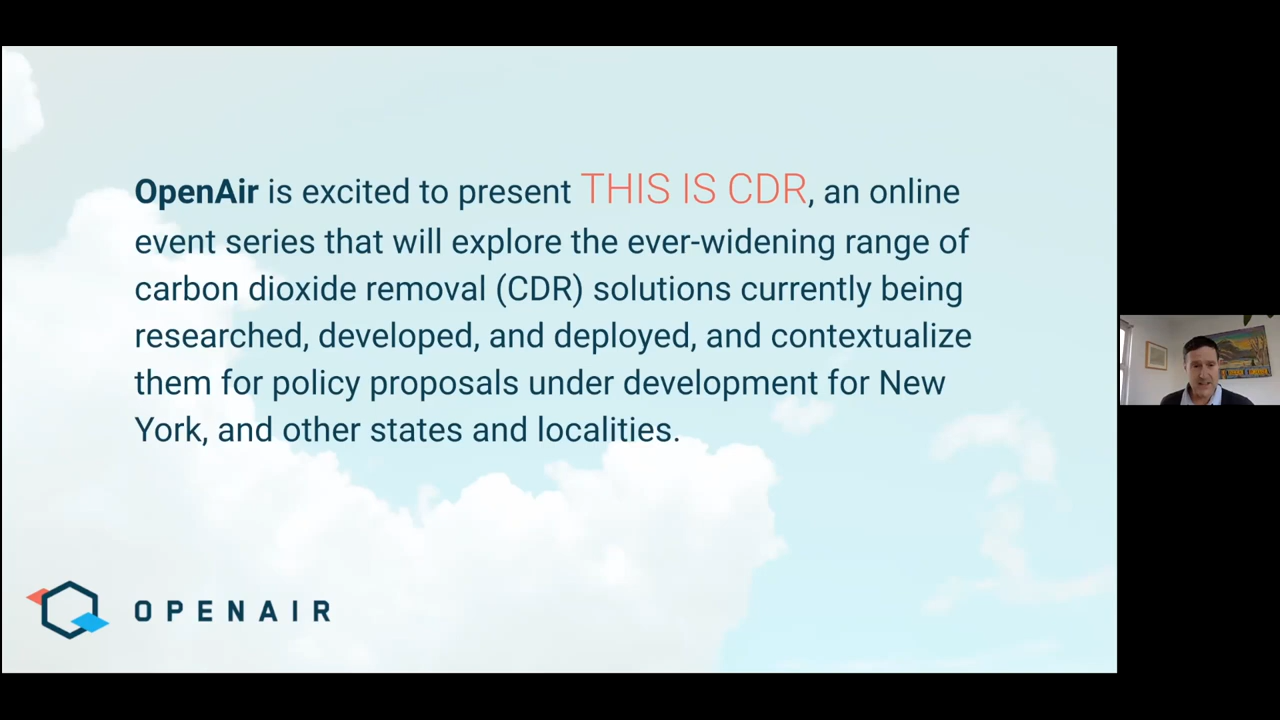 OpenAir is excited to present THIS IS CDR, an online
event series that will explore the ever-widening range of
carbon dioxide removal (CDR) solutions currently being
researched, developed, and deployed, and contextualize
them for policy proposals under development for New
York, and other states and localities.
OPENAIR